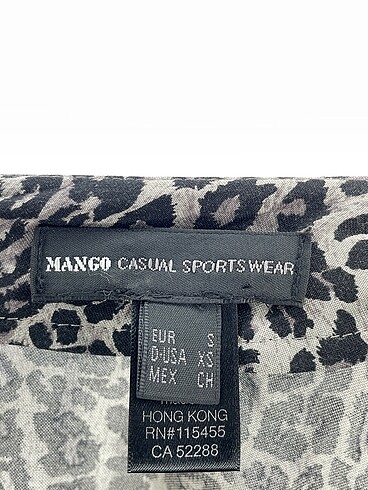 MANGO CASUAL SPORTSWEAR
EUR S
D-USA XS
MEX CH
HONG KONG
RN#115455
CA 52288